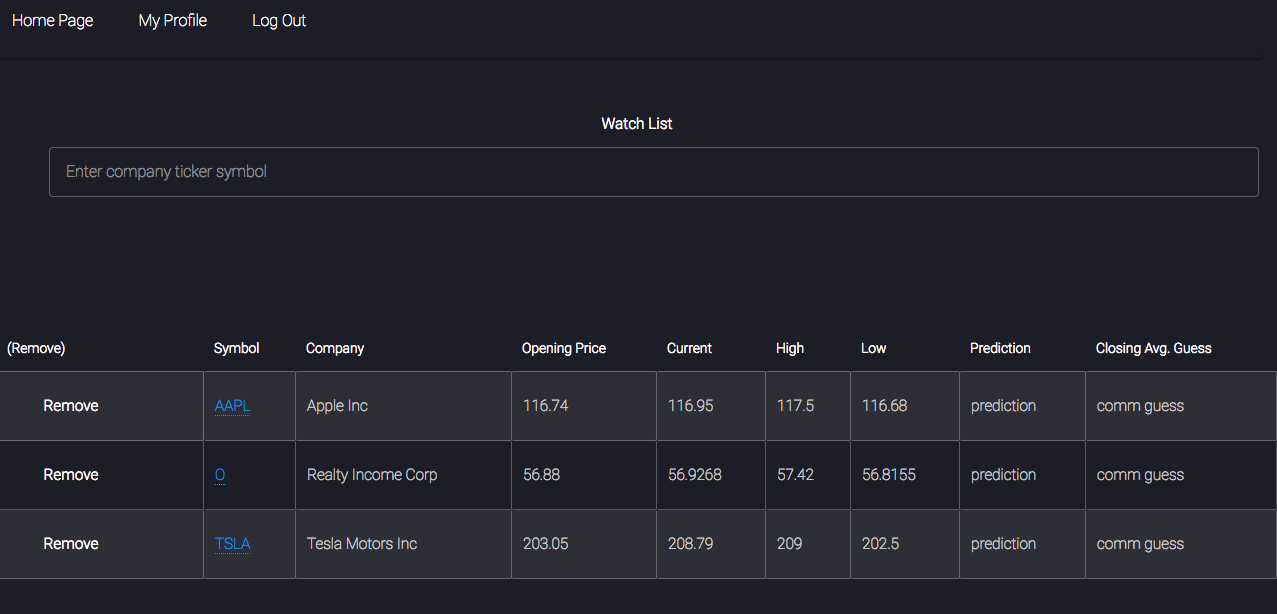 Home Page My Profile Log Out
Watch List
Enter company ticker symbol
(Remove) Symbol Company Opening Price Current High Low Prediction Closing Avg. Guess
Remove AAPL Apple Inc 116.74 116.95 117.5 116.68 prediction comm guess
Remove O Realty Income Corp 56.88 56.9268 57.42 56.8155 prediction comm guess
Remove TSLA Tesla Motors Inc 203.05 208.79 209 202.5 prediction comm guess